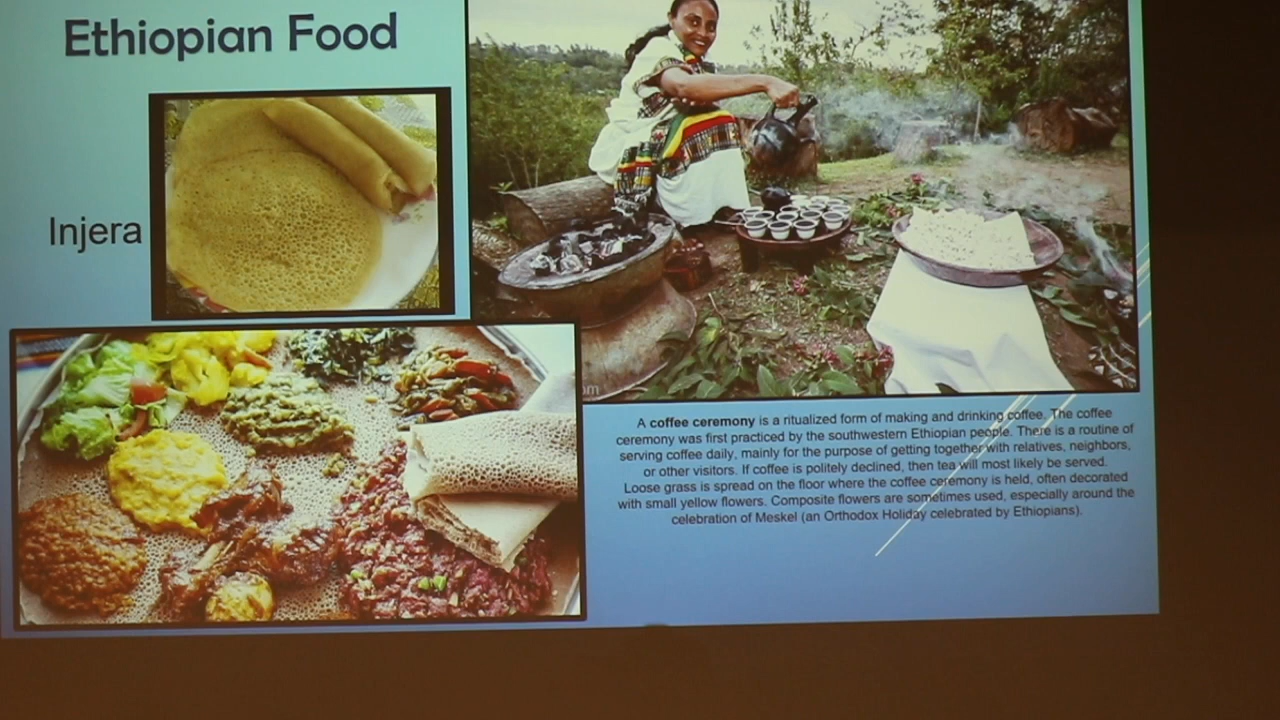 Ethiopian Food
Injera
om
A coffee ceremony is a ritualized form of making and drinking coffee. The coffee
ceremony was first practiced by the southwestern Ethiopian people. There is a routine of
serving coffee daily, mainly for the purpose of getting together with relatives, neighbors,
or other visitors. If coffee is politely declined, then tea will most likely be served.
Loose grass is spread on the floor where the coffee ceremony is held, often decorated
with small yellow flowers. Composite flowers are sometimes used, especially around the
celebration of Meskel (an Orthodox Holiday celebrated by Ethiopians).